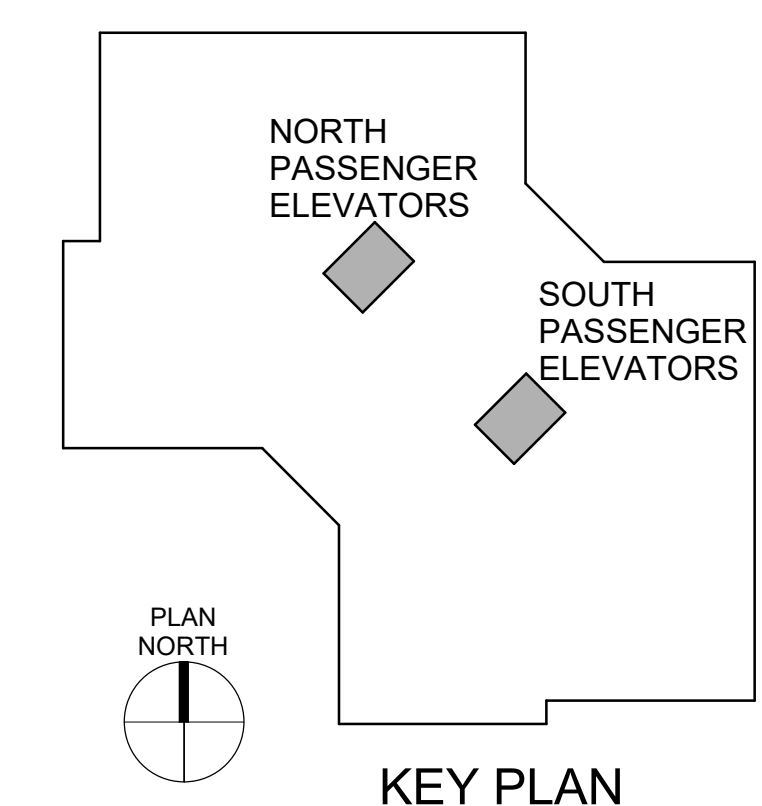 NORTH
PASSENGER
ELEVATORS
SOUTH
PASSENGER
ELEVATORS
PLAN
NORTH
KEY PLAN